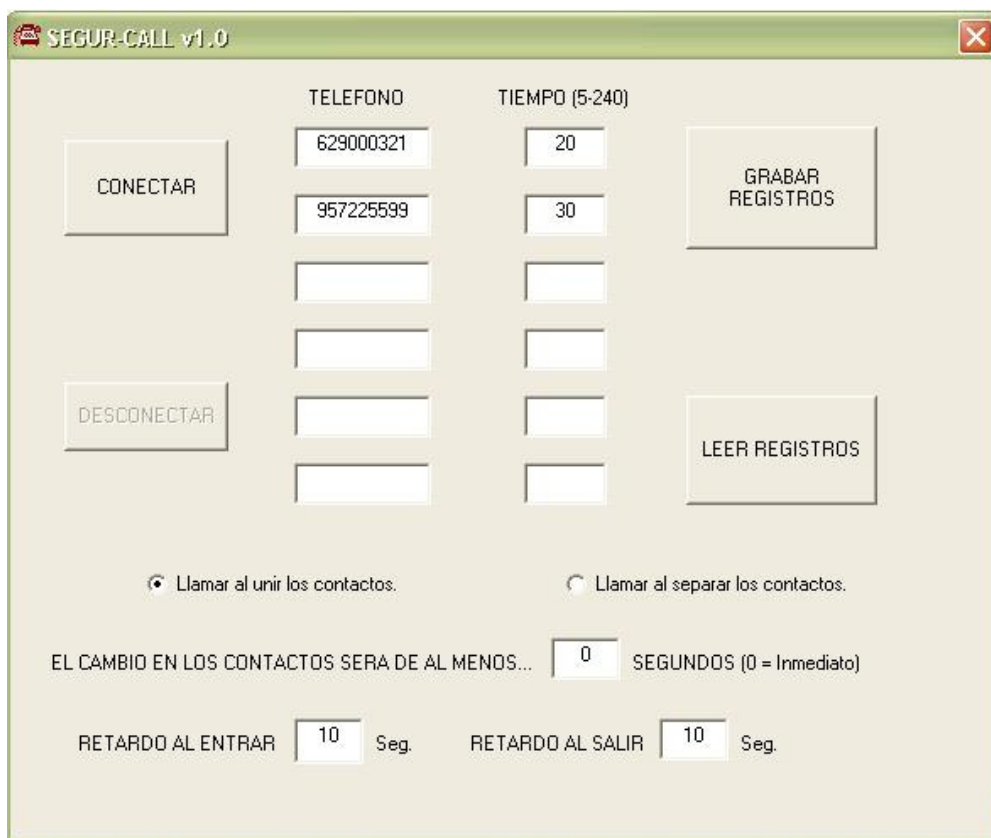 SEGUR-CALL v1.0
TELEFONO TIEMPO (5-240)
629000321 20
CONECTAR
GRABAR
REGISTROS
957225599 30
DESCONECTAR
LEER REGISTROS
Llamar al unir los contactos. Llamar al separar los contactos.
EL CAMBIO EN LOS CONTACTOS SERA DE AL MENOS... 0 SEGUNDOS (0 = Inmediato)
RETARDO AL ENTRAR 10 Seg. RETARDO AL SALIR 10 Seg.